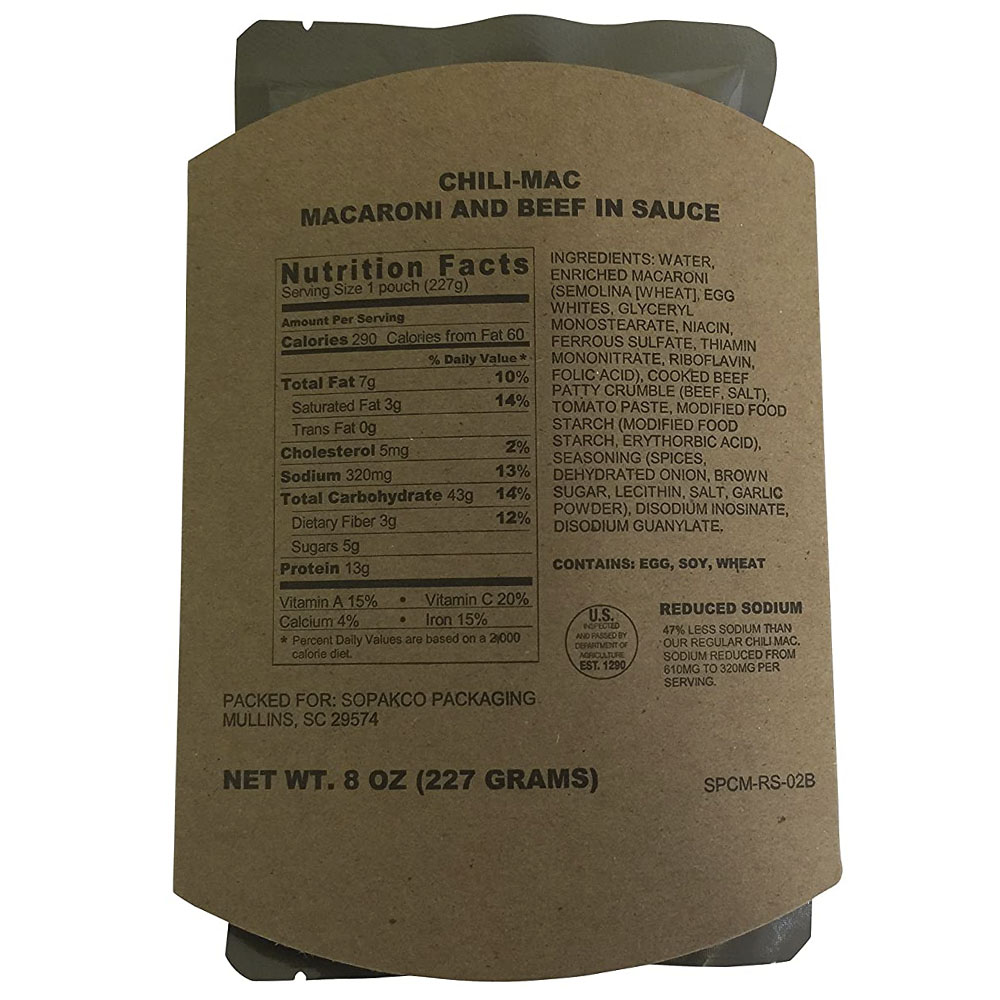 CHILI-MAC
MACARONI AND BEEF IN SAUCE
Nutrition Facts
Serving Size 1 pouch (227g)
Amount Per Serving
Calories 290 Calories from Fat 60
% Daily Value *
Total Fat 7g 10%
Saturated Fat 3g 14%
Trans Fat 0g
Cholesterol 5mg 2%
Sodium 320mg 13%
Total Carbohydrate 43g 14%
Dietary Fiber 3g 12%
Sugars 5g
Protein 13g
Vitamin A 15% • Vitamin C 20%
Calcium 4% • Iron 15%
* Percent Daily Values are based on a 2,000
calorie diet.
INGREDIENTS: WATER,
ENRICHED MACARONI
(SEMOLINA [WHEAT], EGG
WHITES, GLYCERYL
MONOSTEARATE, NIACIN,
FERROUS SULFATE, THIAMIN
MONONITRATE, RIBOFLAVIN,
FOLIC ACID), COOKED BEEF
PATTY CRUMBLE (BEEF, SALT),
TOMATO PASTE, MODIFIED FOOD
STARCH (MODIFIED FOOD
STARCH, ERYTHORBIC ACID),
SEASONING (SPICES,
DEHYDRATED ONION, BROWN
SUGAR, LECITHIN, SALT, GARLIC
POWDER), DISODIUM INOSINATE,
DISODIUM GUANYLATE.
CONTAINS: EGG, SOY, WHEAT
U.S.
INSPECTED
AND PASSED BY
DEPARTMENT OF
AGRICULTURE
EST. 1290
REDUCED SODIUM
47% LESS SODIUM THAN
OUR REGULAR CHILI MAC.
SODIUM REDUCED FROM
610MG TO 320MG PER
SERVING.
PACKED FOR: SOPAKCO PACKAGING
MULLINS, SC 29574
NET WT. 8 OZ (227 GRAMS)
SPCM-RS-02B